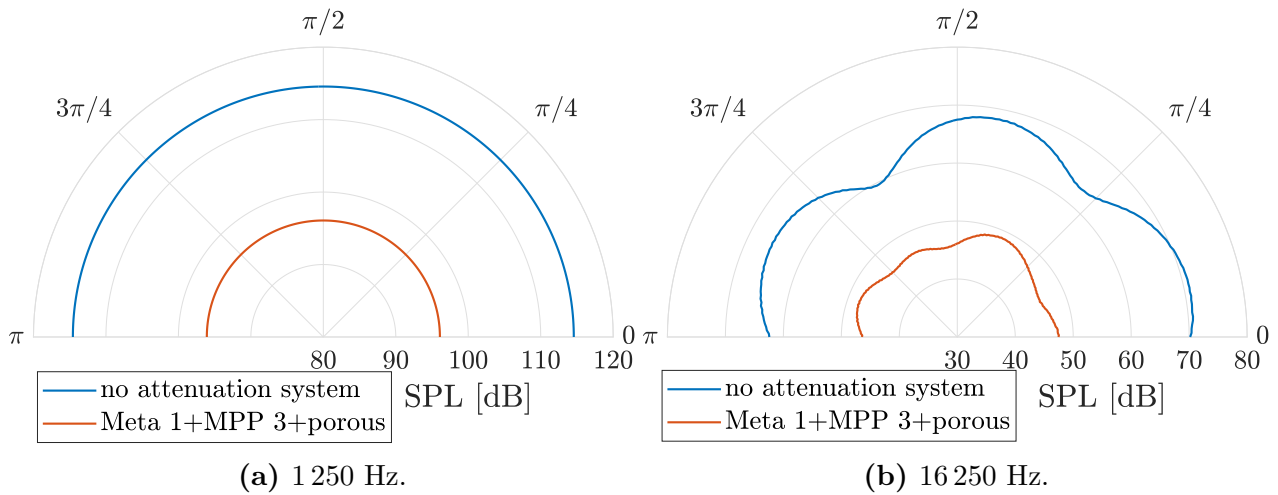 π/2
3π/4
π/4
π
0
80 90 100 110 120
SPL [dB]
no attenuation system
Meta 1+MPP 3+porous
(a) 1 250 Hz.
π/2
3π/4
π/4
π
0
30 40 50 60 70 80
SPL [dB]
no attenuation system
Meta 1+MPP 3+porous
(b) 16 250 Hz.